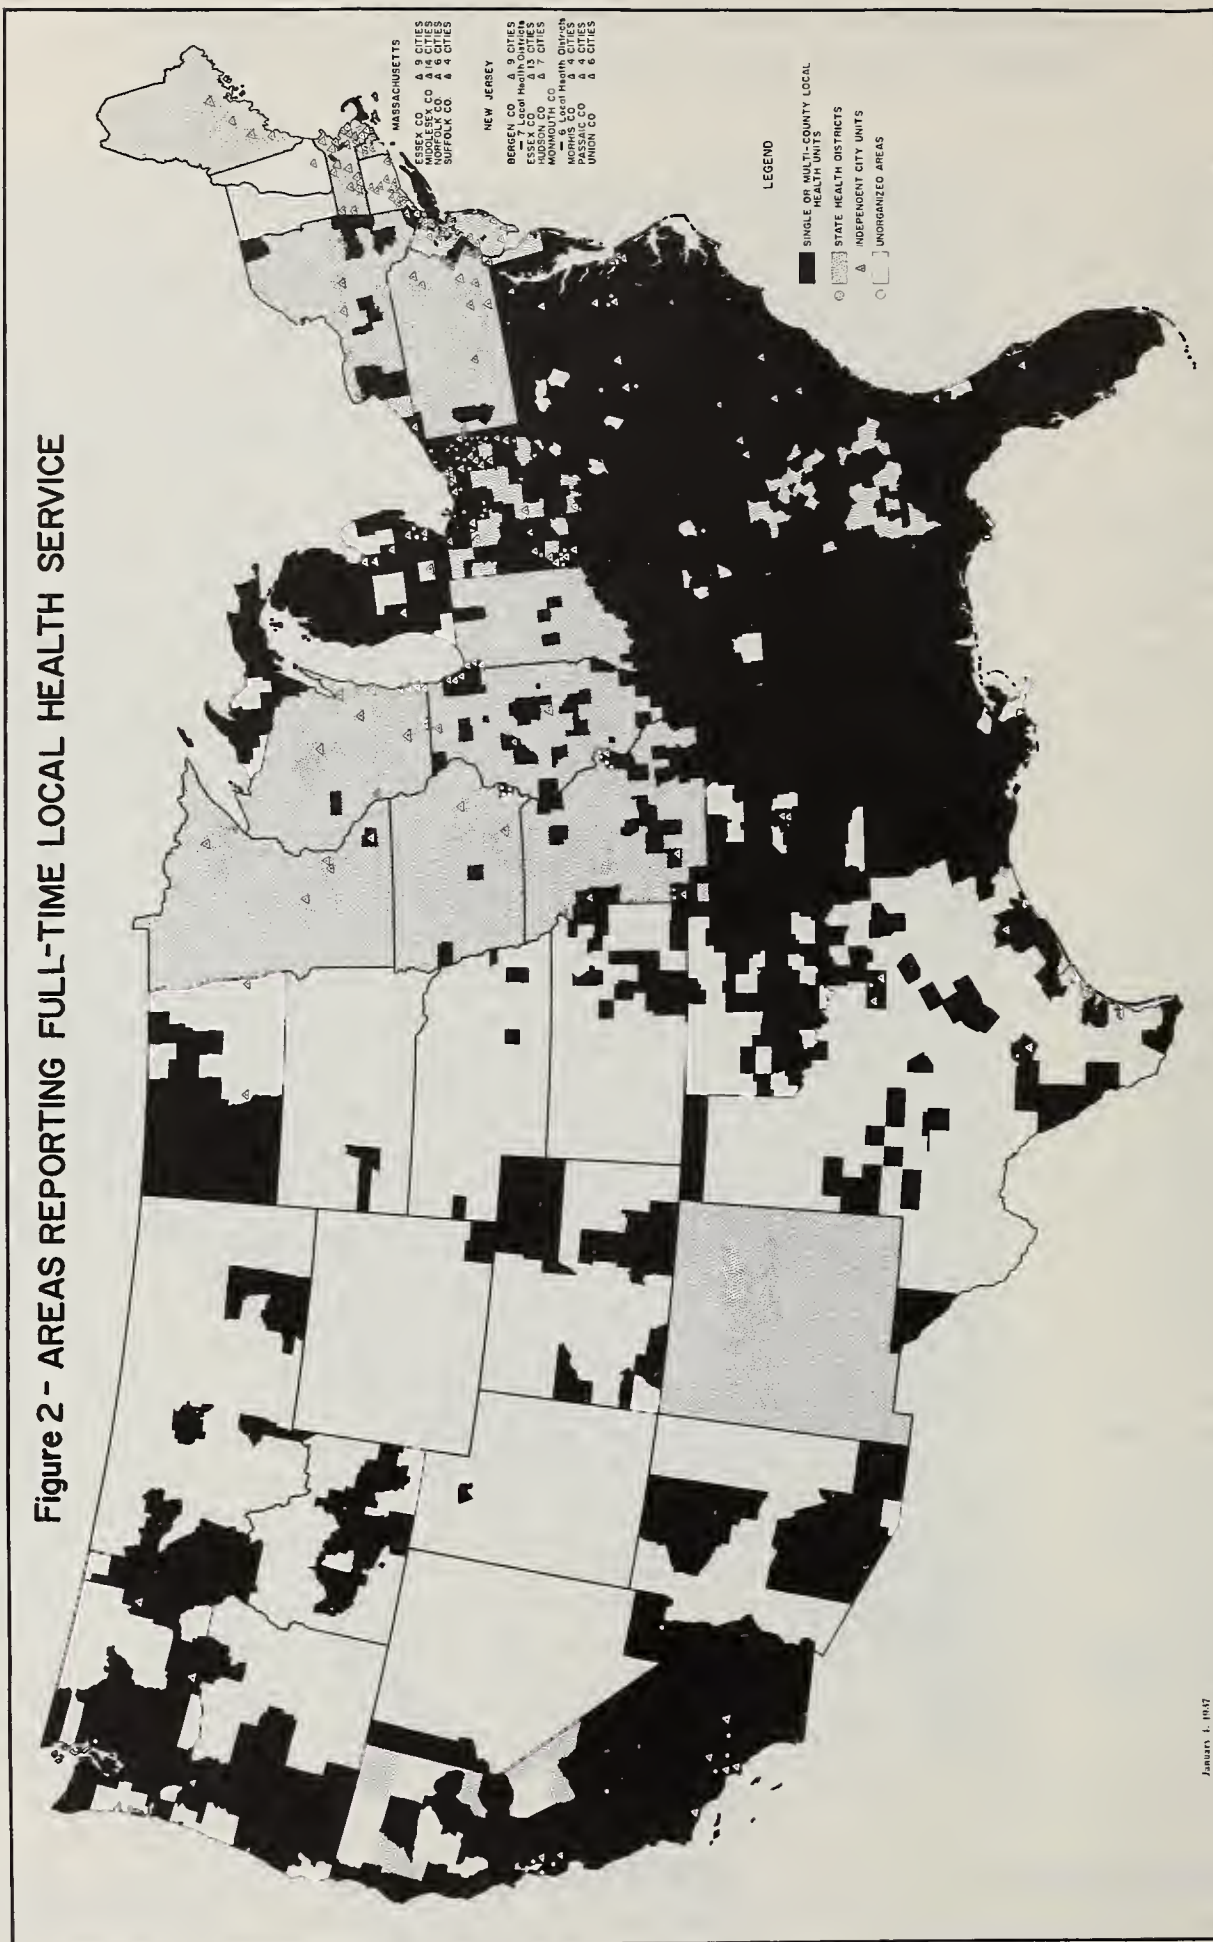 Figure 2 - AREAS REPORTING FULL-TIME LOCAL HEALTH SERVICE
MASSACHUSETTS
ESSEX CO △ 9 CITIES
MIDDLESEX CO △ 14 CITIES
NORFOLK CO. △ 6 CITIES
SUFFOLK CO. △ 4 CITIES
NEW JERSEY
BERGEN CO △ 9 CITIES
— 7 Local Health Districts
ESSEX CO △ 13 CITIES
HUDSON CO △ 7 CITIES
MONMOUTH CO
— 6 Local Health Districts
MORRIS CO △ 4 CITIES
PASSAIC CO △ 4 CITIES
UNION CO △ 6 CITIES
LEGEND
SINGLE OR MULTI-COUNTY LOCAL
HEALTH UNITS
STATE HEALTH DISTRICTS
△ INDEPENDENT CITY UNITS
UNORGANIZED AREAS
January 1, 1947